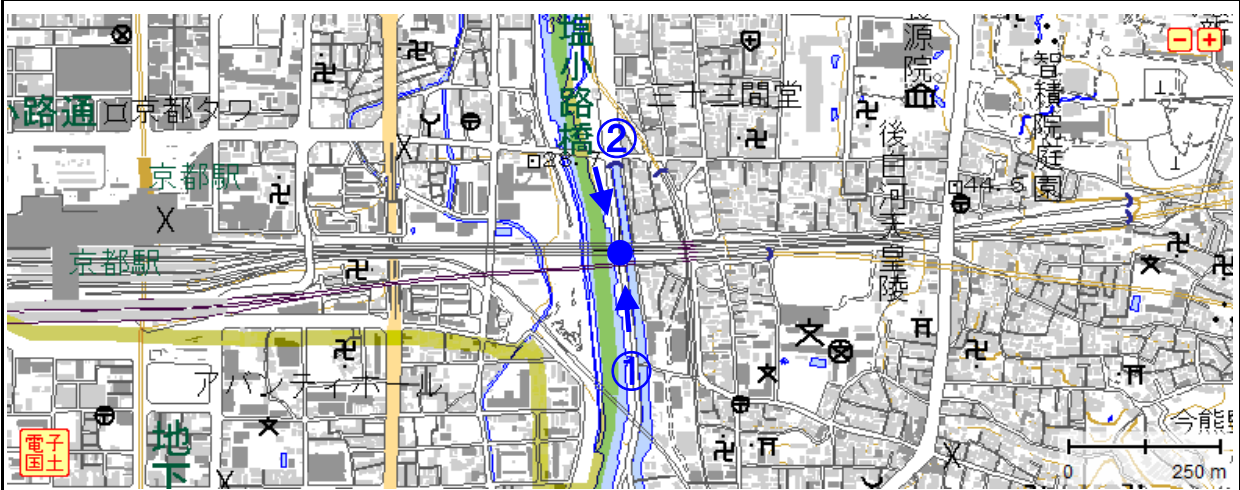 塩小路橋
源院
智積院庭園
新
小路通
京都タワー
三十三間堂
②
後白河天皇陵
28.7
44.5
京都駅
京都駅
①
アバンティホール
今熊野
電子
国土
地下
0
250 m